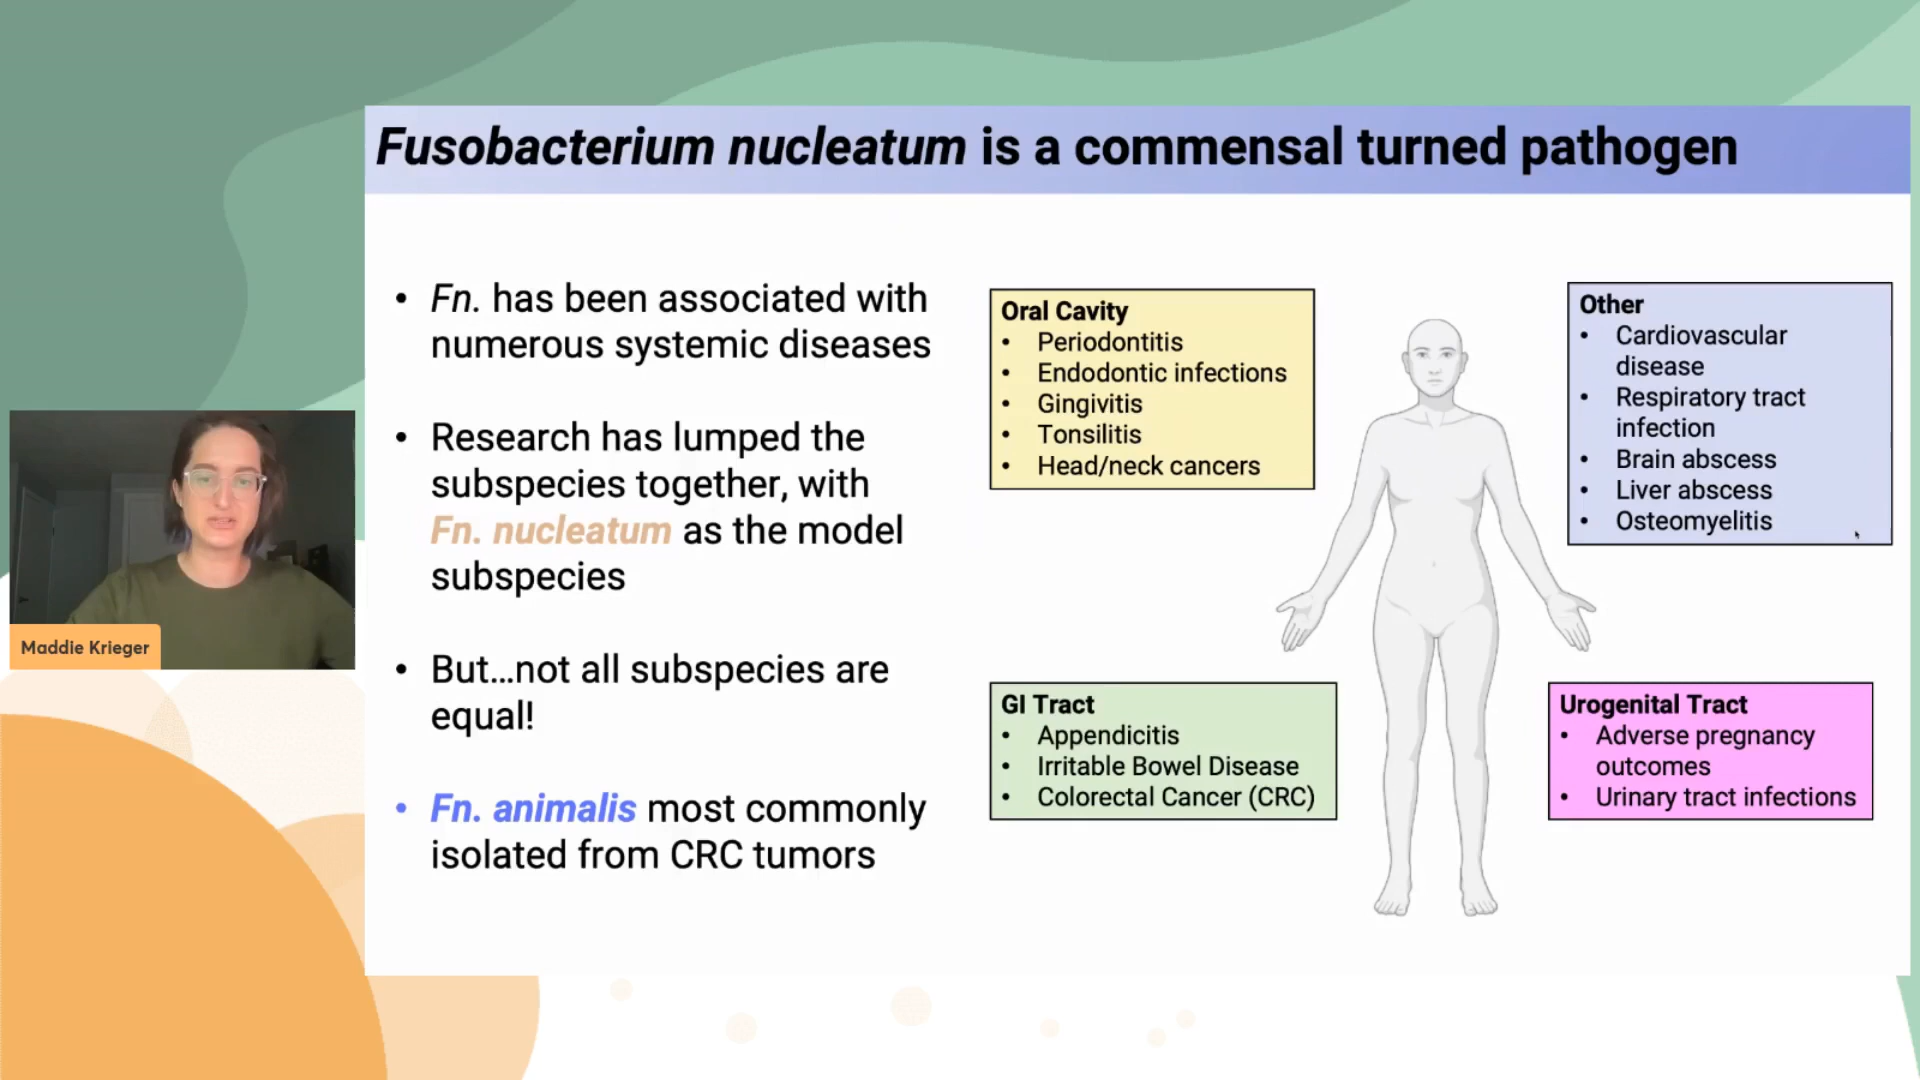 Fusobacterium nucleatum is a commensal turned pathogen
• Fn. has been associated with
numerous systemic diseases
• Research has lumped the
subspecies together, with
Fn. nucleatum as the model
subspecies
• But...not all subspecies are
equal!
• Fn. animalis most commonly
isolated from CRC tumors
Oral Cavity
• Periodontitis
• Endodontic infections
• Gingivitis
• Tonsilitis
• Head/neck cancers
Other
• Cardiovascular
disease
• Respiratory tract
infection
• Brain abscess
• Liver abscess
• Osteomyelitis
GI Tract
• Appendicitis
• Irritable Bowel Disease
• Colorectal Cancer (CRC)
Urogenital Tract
• Adverse pregnancy
outcomes
• Urinary tract infections
Maddie Krieger